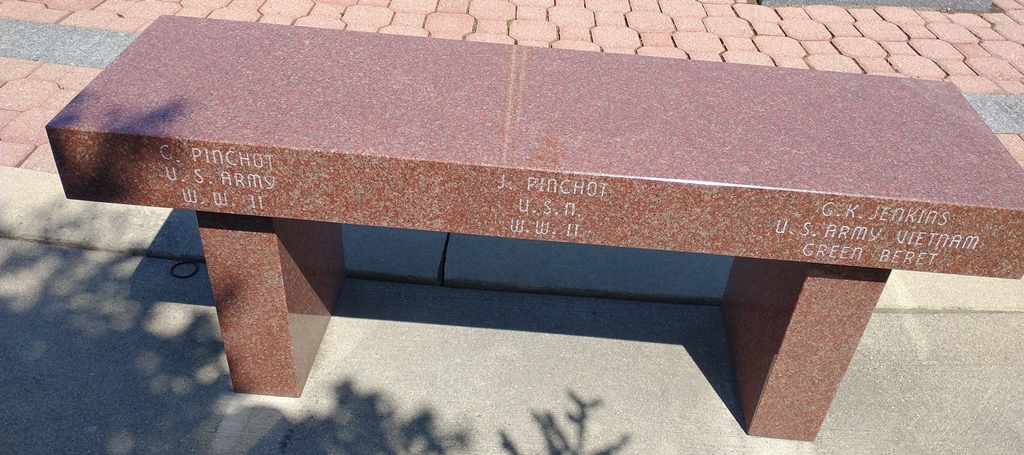 G. PINCHOT
U.S. ARMY
W.W. II
J. PINCHOT
U.S.N.
W.W. II
G.K. JENKINS
U.S. ARMY VIETNAM
GREEN BERET